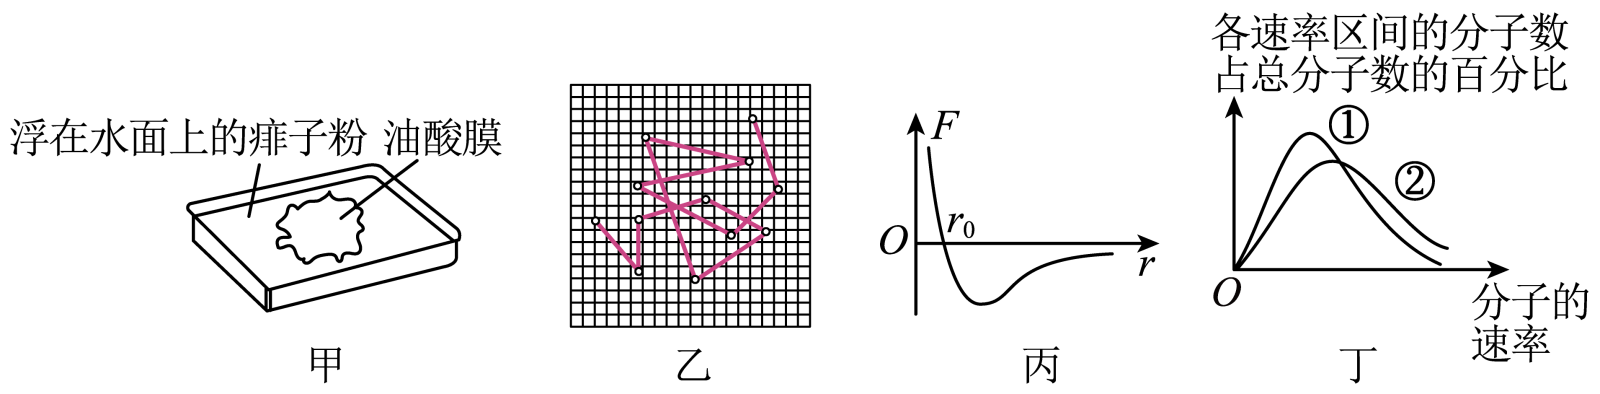 浮在水面上的痱子粉 油酸膜
甲
乙
F
O
r₀
r
丙
各速率区间的分子数
占总分子数的百分比
①
②
O
分子的
速率
丁